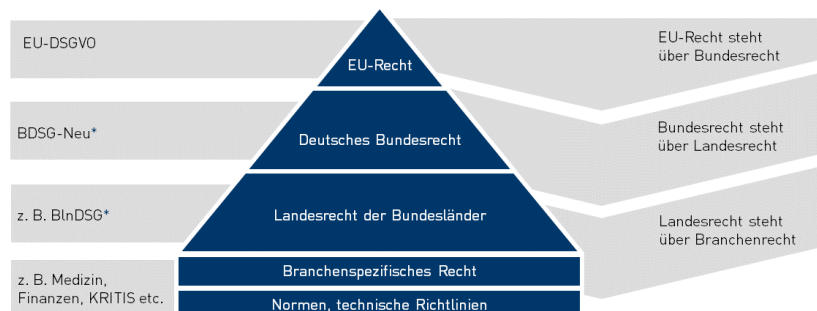 EU-DSGVO
EU-Recht
EU-Recht steht
über Bundesrecht
BDSG-Neu*
Deutsches Bundesrecht
Bundesrecht steht
über Landesrecht
z. B. BlnDSG*
Landesrecht der Bundesländer
Landesrecht steht
über Branchenrecht
z. B. Medizin,
Finanzen, KRITIS etc.
Branchenspezifisches Recht
Normen, technische Richtlinien